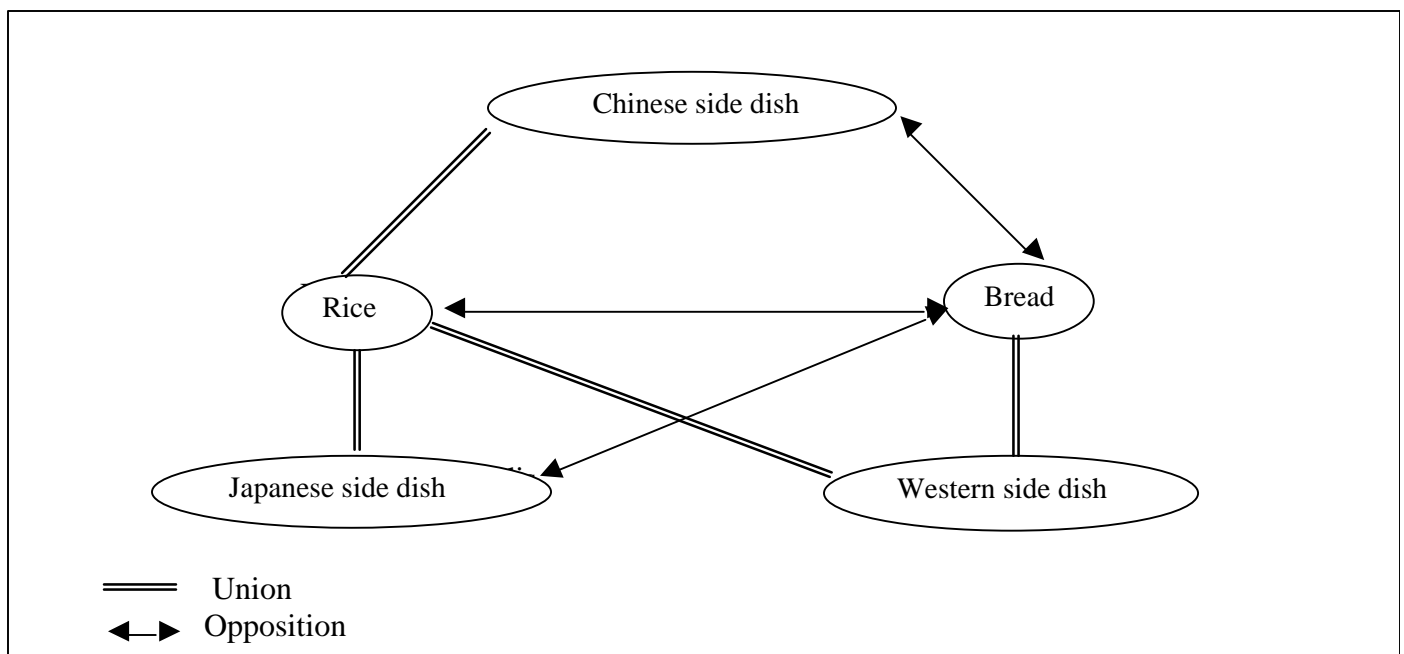 Chinese side dish
Rice
Bread
Japanese side dish
Western side dish
Union
Opposition